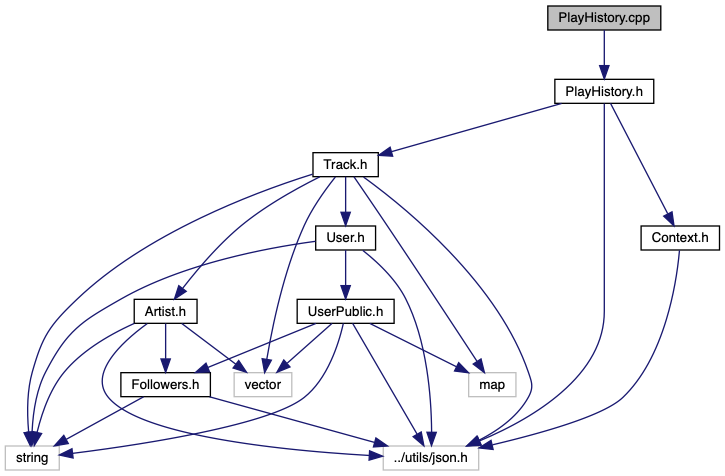 PlayHistory.cpp
PlayHistory.h
Track.h
User.h
Context.h
Artist.h
UserPublic.h
Followers.h
vector
map
string
../utils/json.h